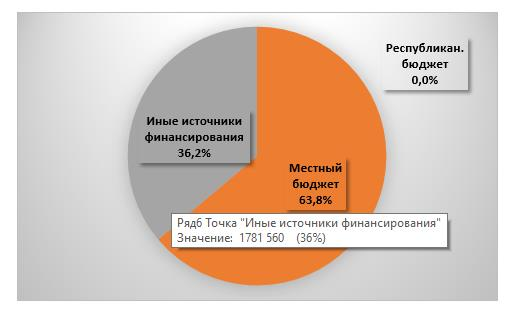 Республикан.
бюджет
0,0%
Иные источники
финансирования
36,2%
Местный
бюджет
63,8%
Ряд6 Точка "Иные источники финансирования"
Значение: 1781 560 (36%)